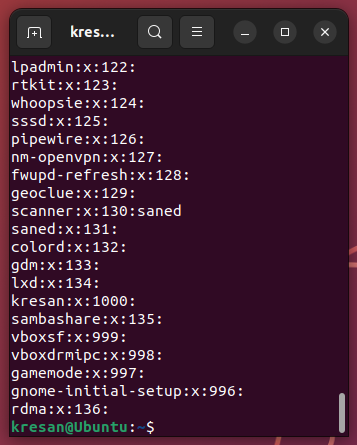 kres...
lpadmin:x:122:
rtkit:x:123:
whoopsie:x:124:
sssd:x:125:
pipewire:x:126:
nm-openvpn:x:127:
fwupd-refresh:x:128:
geoclue:x:129:
scanner:x:130:saned
saned:x:131:
colord:x:132:
gdm:x:133:
lxd:x:134:
kresan:x:1000:
sambashare:x:135:
vboxsf:x:999:
vboxdrmipc:x:998:
gamemode:x:997:
gnome-initial-setup:x:996:
rdma:x:136:
kresan@Ubuntu:~$